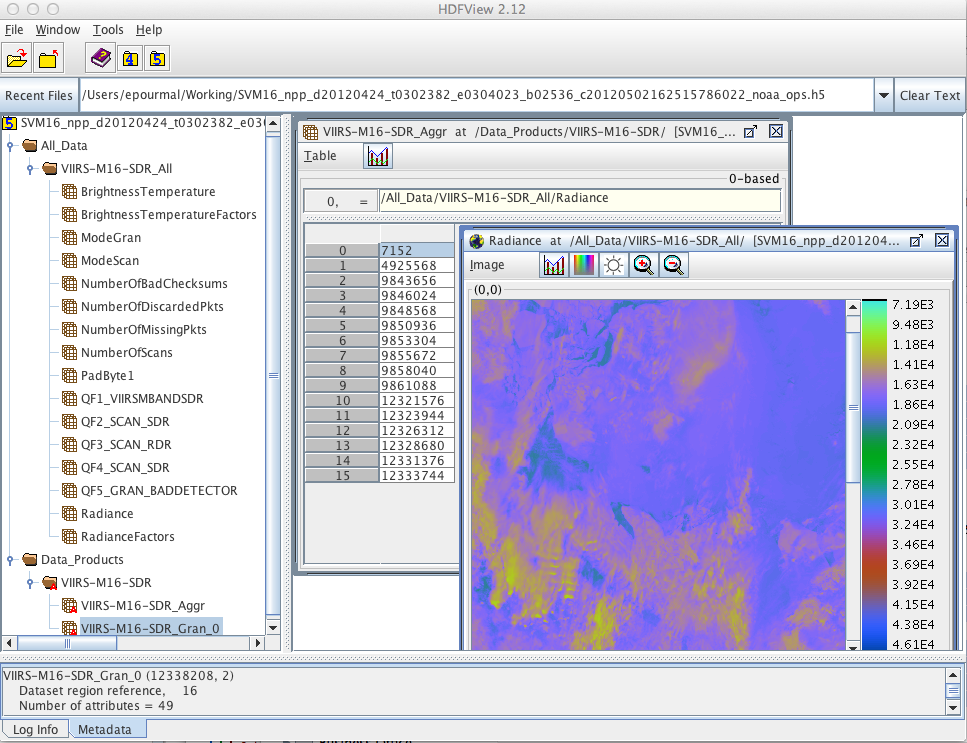 HDFView 2.12
File Window Tools Help
Recent Files /Users/epourmal/Working/SVM16_npp_d20120424_t0302382_e0304023_b02536_c20120502162515786022_noaa_ops.h5 Clear Text
SVM16_npp_d20120424_t0302382_e030
All_Data
VIIRS-M16-SDR_All
BrightnessTemperature
BrightnessTemperatureFactors
ModeGran
ModeScan
NumberOfBadChecksums
NumberOfDiscardedPkts
NumberOfMissingPkts
NumberOfScans
PadByte1
QF1_VIIRSMBANDSDR
QF2_SCAN_SDR
QF3_SCAN_RDR
QF4_SCAN_SDR
QF5_GRAN_BADDETECTOR
Radiance
RadianceFactors
Data_Products
VIIRS-M16-SDR
VIIRS-M16-SDR_Aggr
VIIRS-M16-SDR_Gran_0
VIIRS-M16-SDR_Aggr at /Data_Products/VIIRS-M16-SDR/ [SVM16_...
Table
0-based
0, = /All_Data/VIIRS-M16-SDR_All/Radiance
0 7152
1 4925568
2 9843656
3 9846024
4 9848568
5 9850936
6 9853304
7 9855672
8 9858040
9 9861088
10 12321576
11 12323944
12 12326312
13 12328680
14 12331376
15 12333744
Radiance at /All_Data/VIIRS-M16-SDR_All/ [SVM16_npp_d201204...
Image
(0,0)
7.19E3
9.48E3
1.18E4
1.41E4
1.63E4
1.86E4
2.09E4
2.32E4
2.55E4
2.78E4
3.01E4
3.24E4
3.46E4
3.69E4
3.92E4
4.15E4
4.38E4
4.61E4
VIIRS-M16-SDR_Gran_0 (12338208, 2)
Dataset region reference, 16
Number of attributes = 49
Log Info Metadata